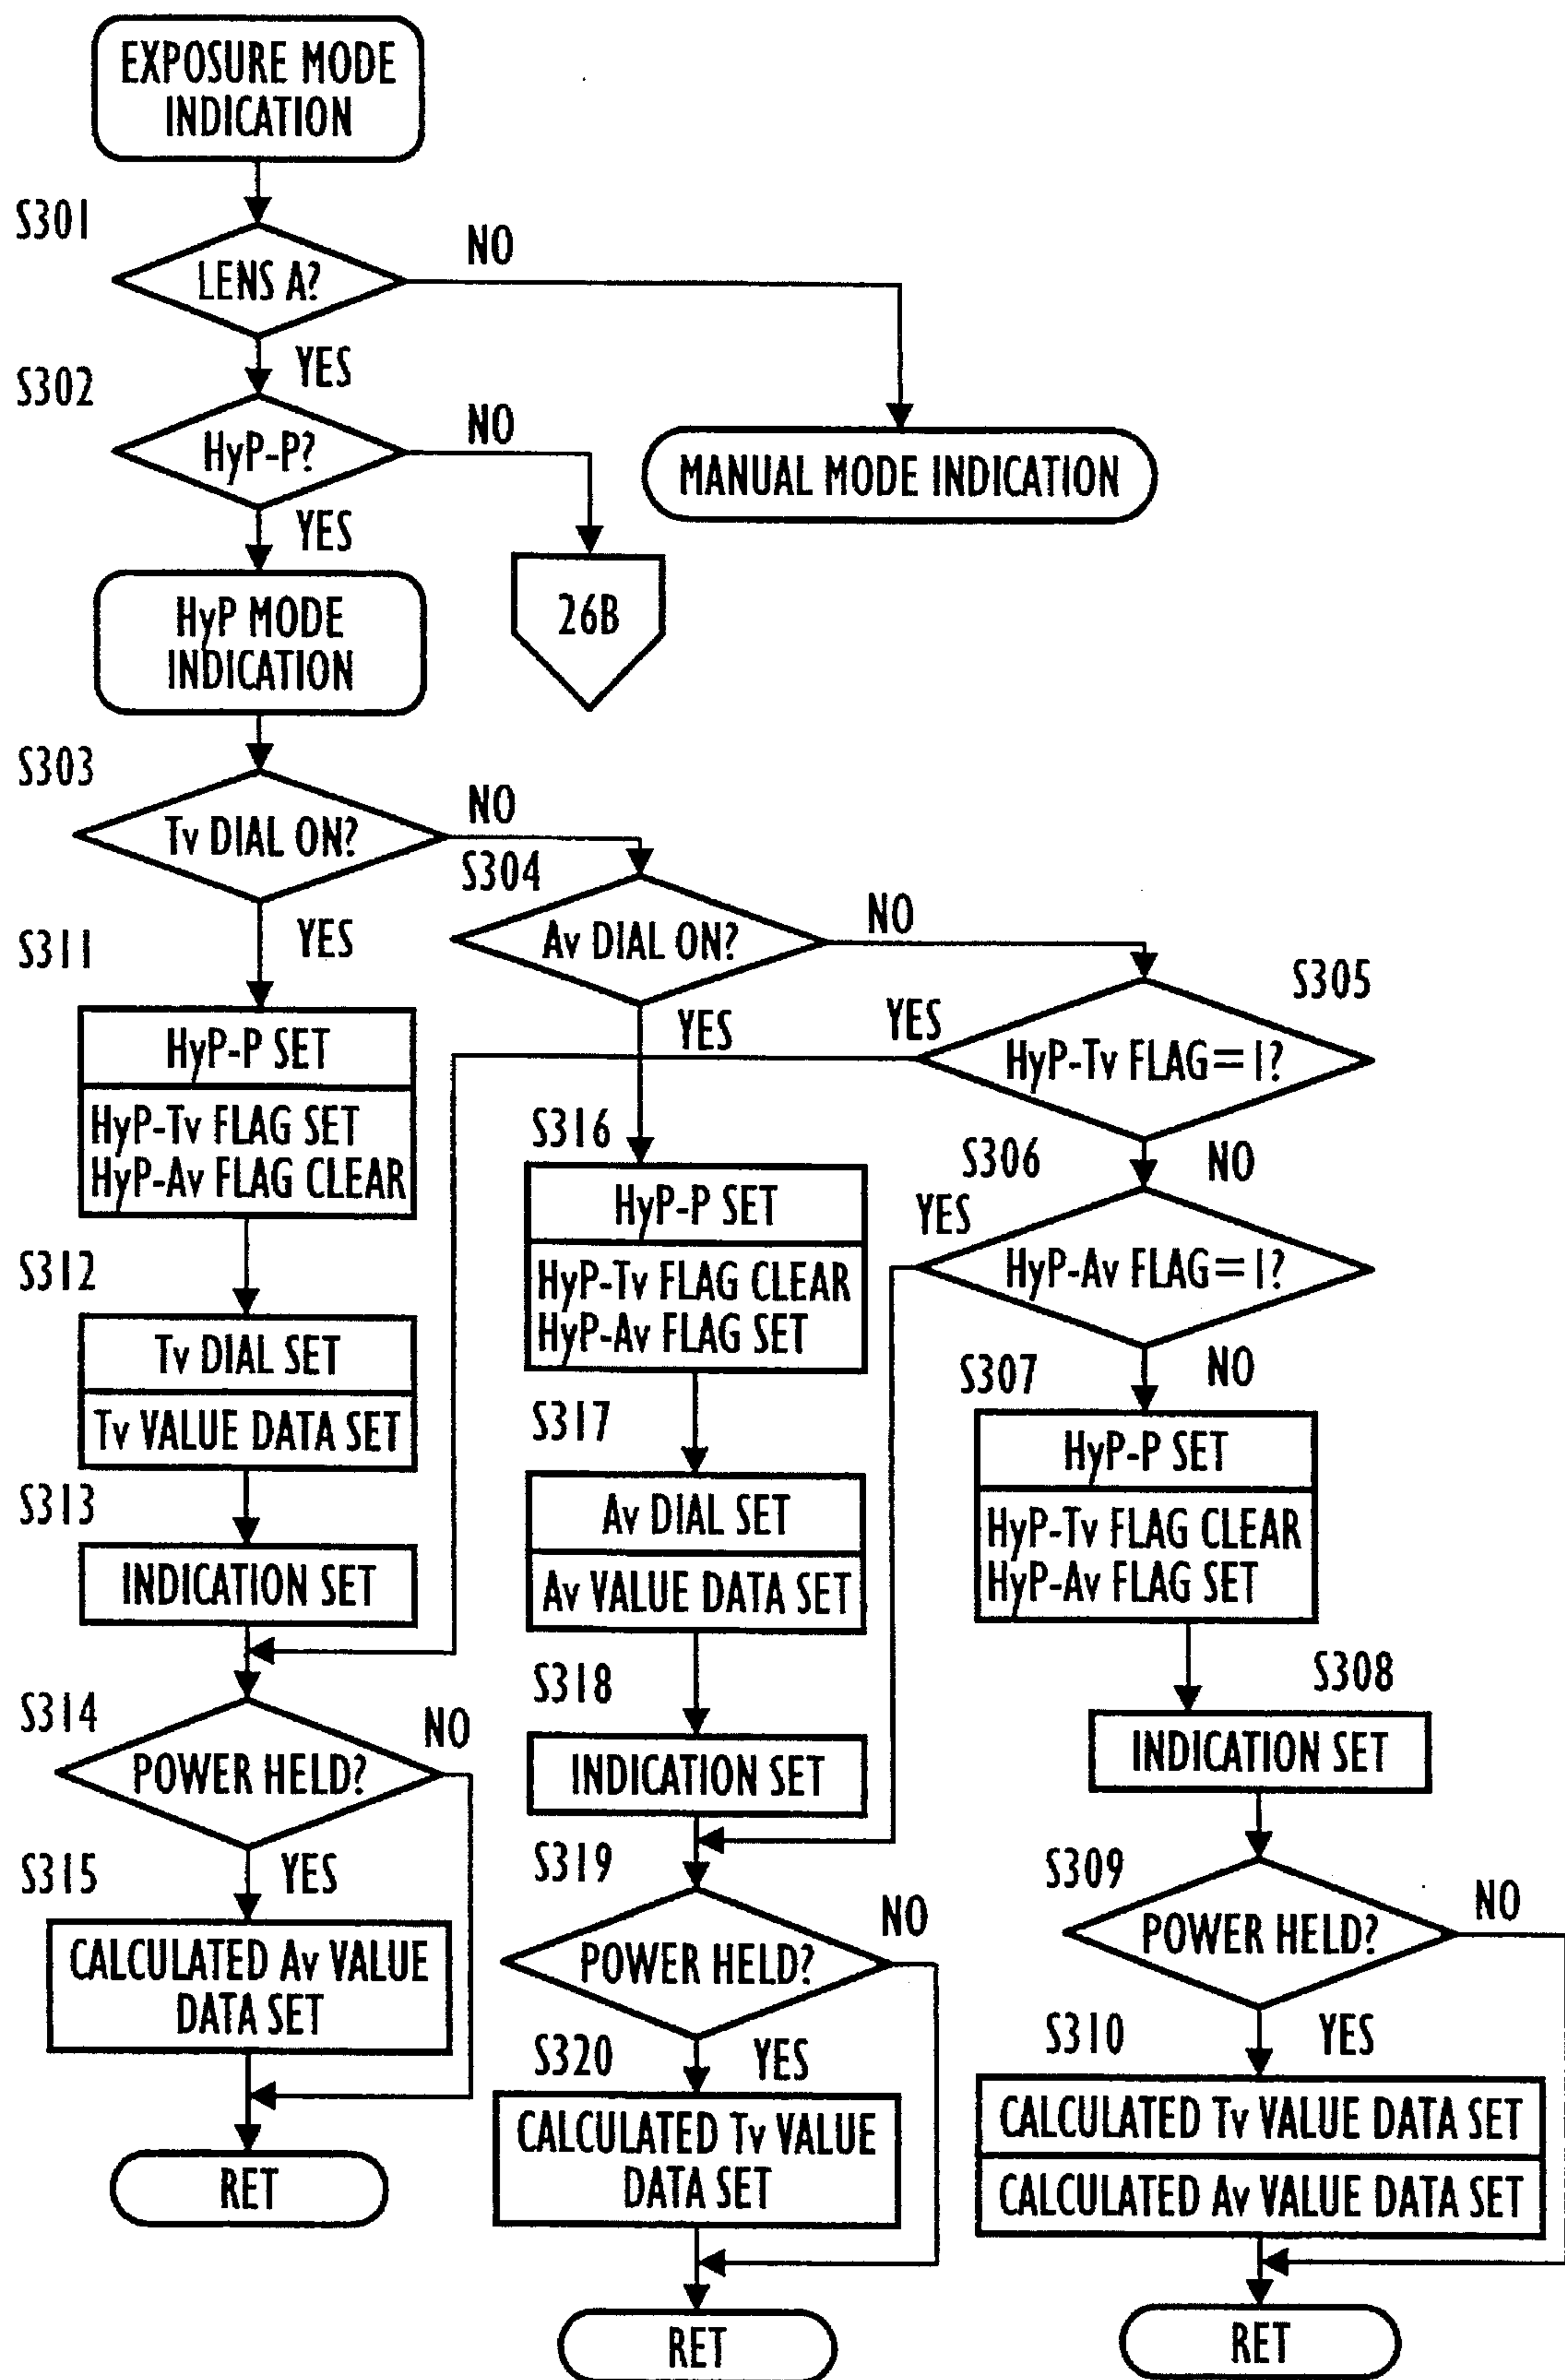 EXPOSURE MODE
INDICATION
S301
LENS A?
NO
YES
S302
HyP-P?
NO
MANUAL MODE INDICATION
YES
HyP MODE
INDICATION
26B
S303
Tv DIAL ON?
NO
S304
Av DIAL ON?
NO
S311
YES
YES
YES
S305
HyP-Tv FLAG=1?
HyP-P SET
HyP-Tv FLAG SET
HyP-Av FLAG CLEAR
S316
S306
NO
YES
HyP-Av FLAG=1?
HyP-P SET
HyP-Tv FLAG CLEAR
HyP-Av FLAG SET
S312
Tv DIAL SET
Tv VALUE DATA SET
S307
NO
S317
HyP-P SET
HyP-Tv FLAG CLEAR
HyP-Av FLAG SET
Av DIAL SET
Av VALUE DATA SET
S313
INDICATION SET
S318
INDICATION SET
S308
INDICATION SET
S314
NO
POWER HELD?
S315
YES
CALCULATED Av VALUE
DATA SET
RET
S319
NO
POWER HELD?
S320
YES
CALCULATED Tv VALUE
DATA SET
RET
S309
NO
POWER HELD?
S310
YES
CALCULATED Tv VALUE DATA SET
CALCULATED Av VALUE DATA SET
RET